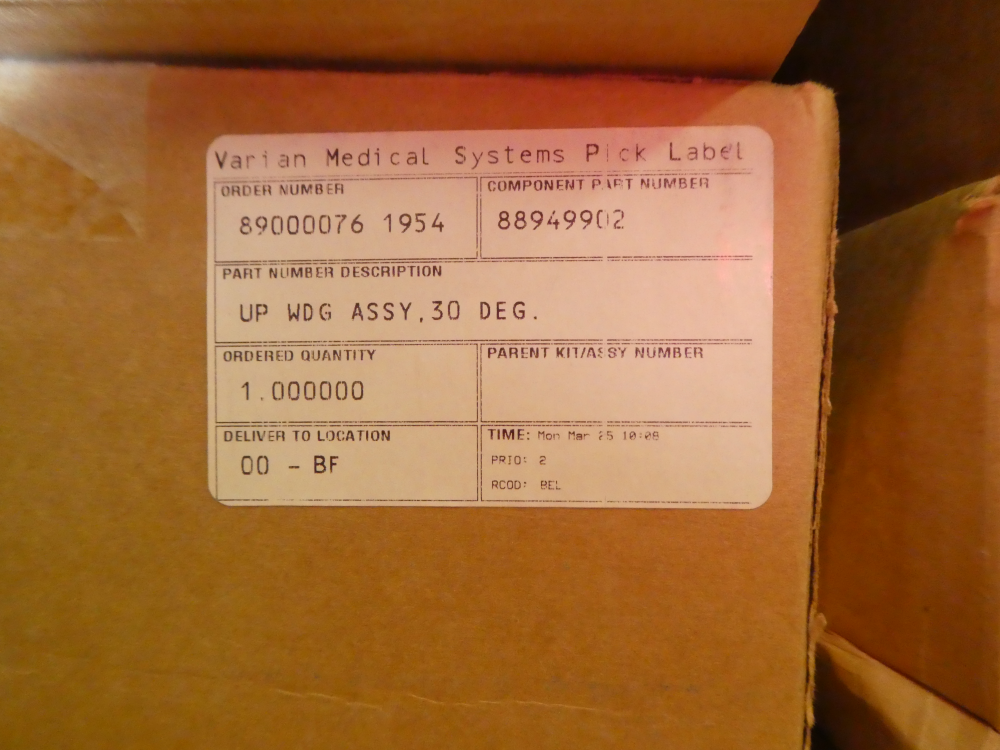 Varian Medical Systems Pick Label
ORDER NUMBER
89000076 1954
COMPONENT PART NUMBER
88949902
PART NUMBER DESCRIPTION
UP WDG ASSY,30 DEG.
ORDERED QUANTITY
1.000000
PARENT KIT/ASSY NUMBER
DELIVER TO LOCATION
00 - BF
TIME: Mon Mar 25 10:08
PRIO: 2
RCOD: BEL